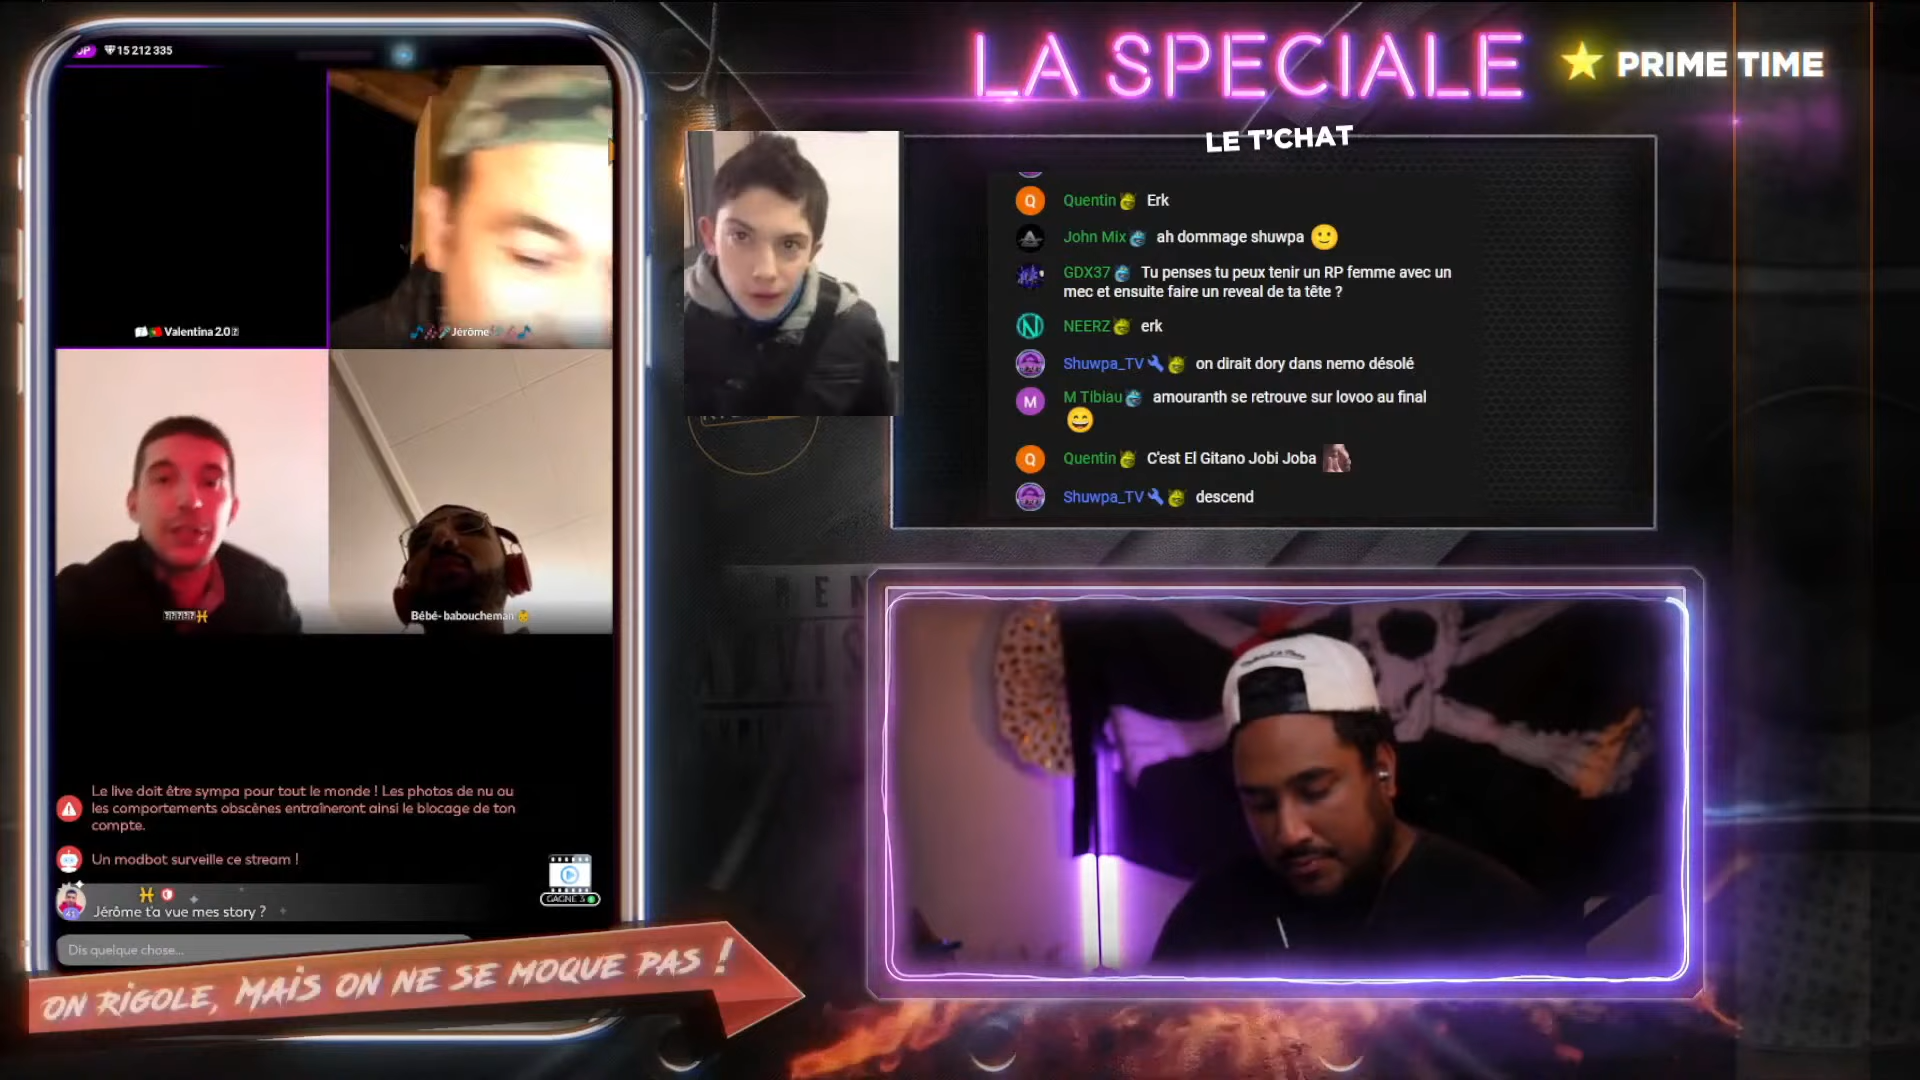 15 212 335
LA SPECIALE
PRIME TIME
LE T'CHAT
Quentin Erk
John Mix ah dommage shuwpa
GDX37 Tu penses tu peux tenir un RP femme avec un
mec et ensuite faire un reveal de ta tête ?
NEERZ erk
Shuwpa_TV on dirait dory dans nemo désolé
M Tibiau amouranth se retrouve sur lovoo au final
Quentin C'est El Gitano Jobi Joba
Shuwpa_TV descend
Valentina 2.0
Jérôme
Bébé- baboucheman
Le live doit être sympa pour tout le monde ! Les photos de nu ou
les comportements obscènes entraîneront ainsi le blocage de ton
compte.
Un modbot surveille ce stream !
Jérôme t'a vue mes story ?
GAGNE 3
Dis quelque chose...
ON RIGOLE, MAIS ON NE SE MOQUE PAS !